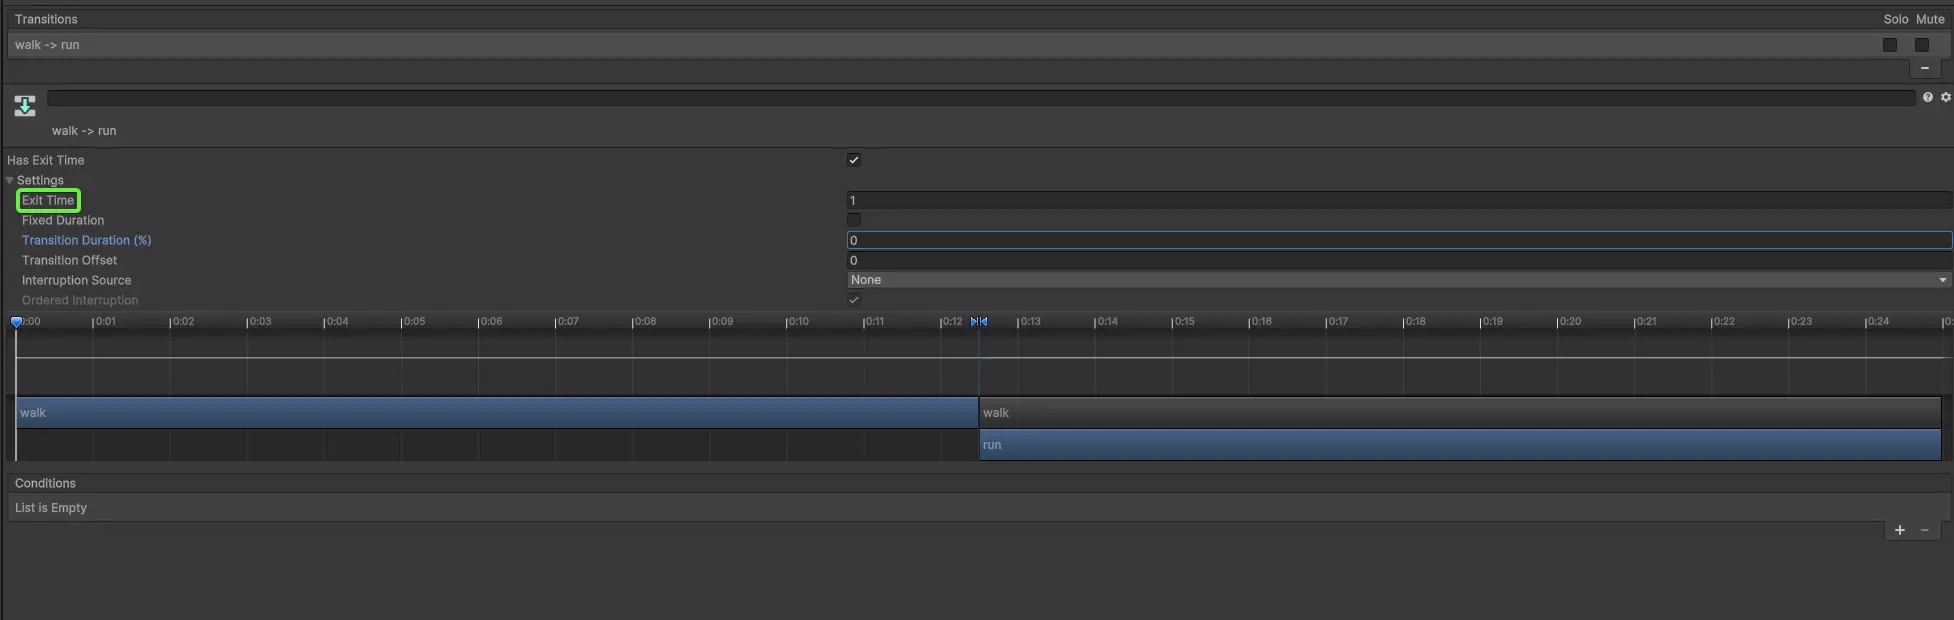 Transitions Solo Mute
walk -> run
walk -> run
Has Exit Time
Settings
Exit Time 1
Fixed Duration
Transition Duration (%) 0
Transition Offset 0
Interruption Source None
Ordered Interruption
0:00 0:01 0:02 0:03 0:04 0:05 0:06 0:07 0:08 0:09 0:10 0:11 0:12 0:13 0:14 0:15 0:16 0:17 0:18 0:19 0:20 0:21 0:22 0:23 0:24 0:
walk walk
run
Conditions
List is Empty